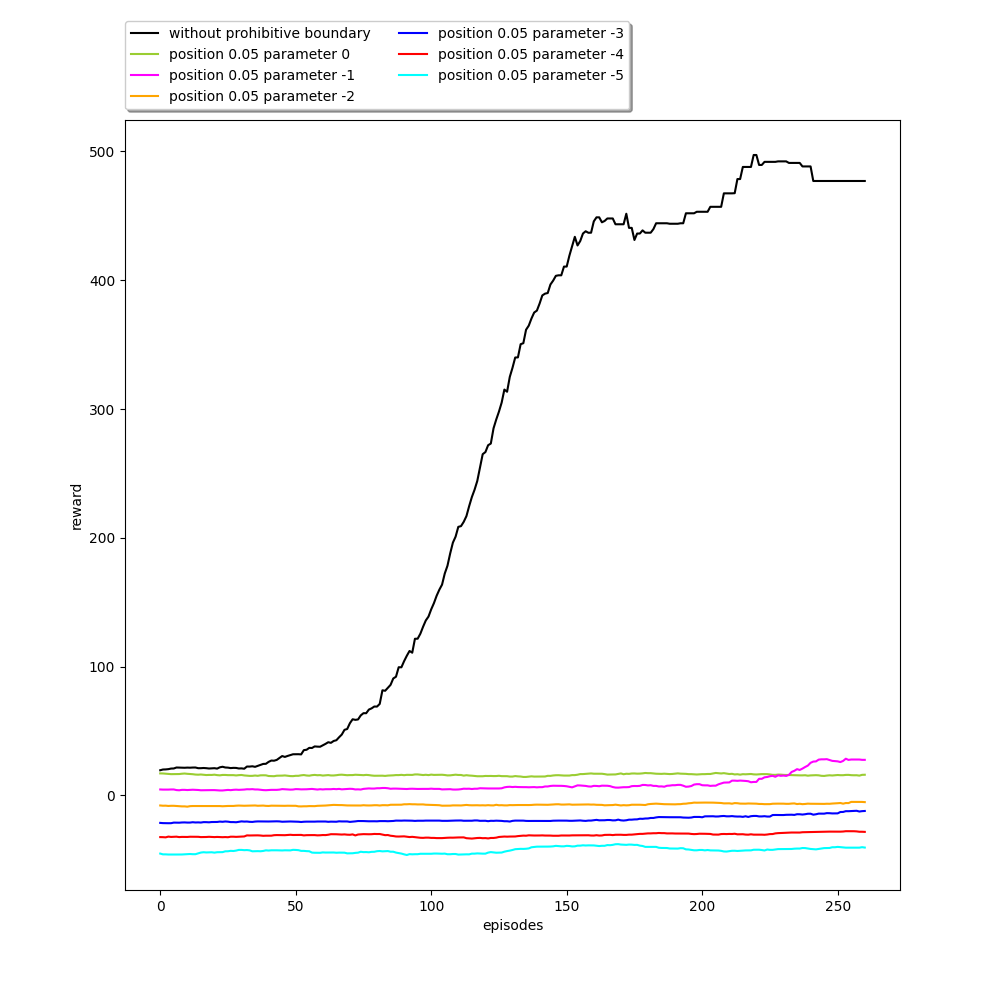 without prohibitive boundary
position 0.05 parameter 0
position 0.05 parameter -1
position 0.05 parameter -2
position 0.05 parameter -3
position 0.05 parameter -4
position 0.05 parameter -5
500
400
300
200
100
0
reward
0 50 100 150 200 250
episodes